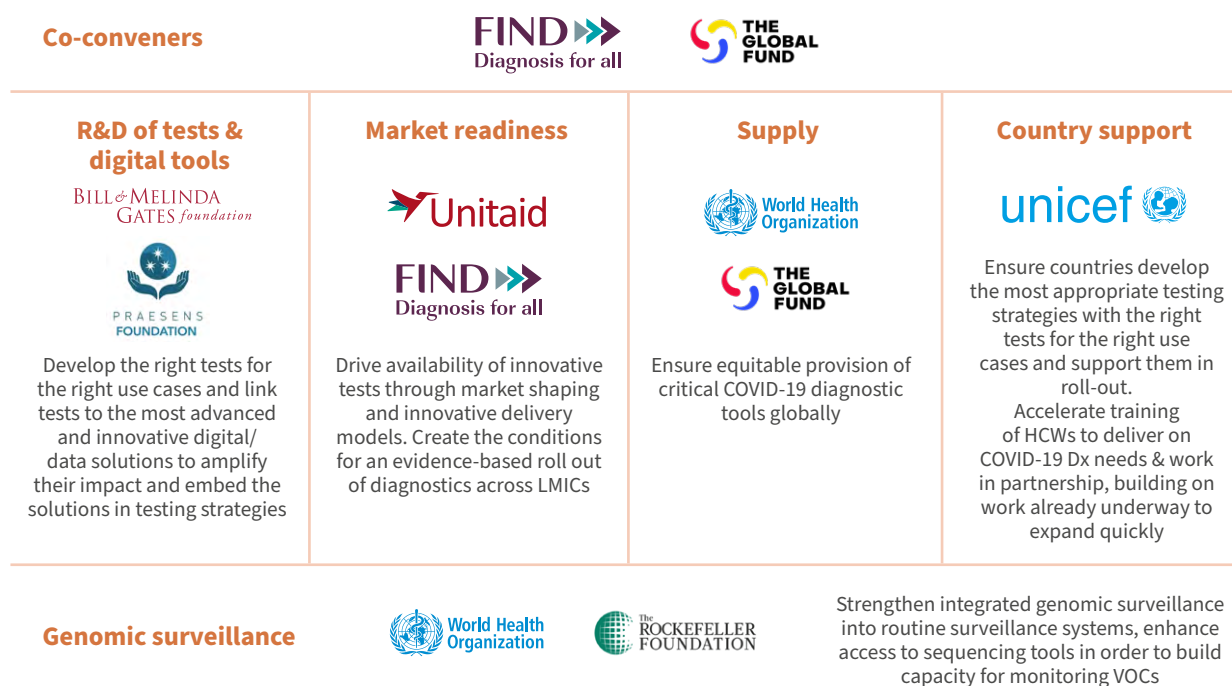 Co-conveners
FIND
Diagnosis for all
THE
GLOBAL
FUND
R&D of tests &
digital tools
BILL & MELINDA
GATES foundation
PRAESENS
FOUNDATION
Develop the right tests for
the right use cases and link
tests to the most advanced
and innovative digital/
data solutions to amplify
their impact and embed the
solutions in testing strategies
Market readiness
Unitaid
FIND
Diagnosis for all
Drive availability of innovative
tests through market shaping
and innovative delivery
models. Create the conditions
for an evidence-based roll out
of diagnostics across LMICs
Supply
World Health
Organization
THE
GLOBAL
FUND
Ensure equitable provision of
critical COVID-19 diagnostic
tools globally
Country support
unicef
Ensure countries develop
the most appropriate testing
strategies with the right
tests for the right use
cases and support them in
roll-out.
Accelerate training
of HCWs to deliver on
COVID-19 Dx needs & work
in partnership, building on
work already underway to
expand quickly
Genomic surveillance
World Health
Organization
The
ROCKEFELLER
FOUNDATION
Strengthen integrated genomic surveillance
into routine surveillance systems, enhance
access to sequencing tools in order to build
capacity for monitoring VOCs